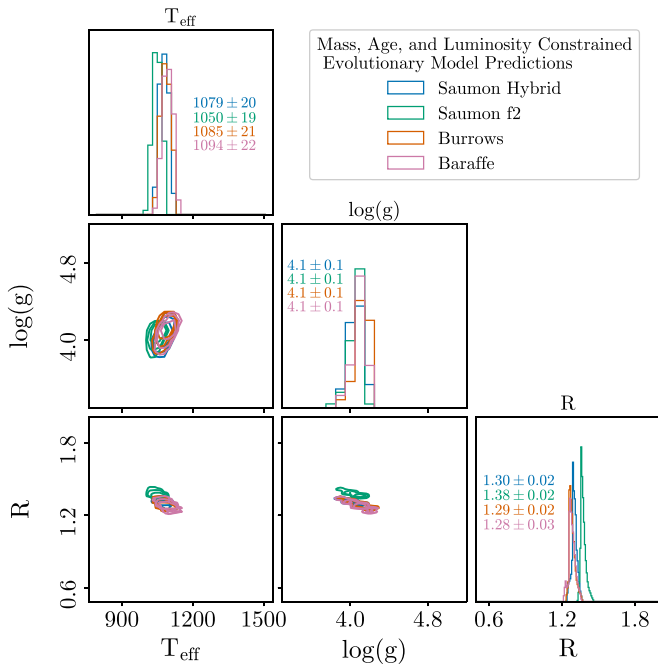 T_eff
Mass, Age, and Luminosity Constrained
Evolutionary Model Predictions
Saumon Hybrid
Saumon f2
Burrows
Baraffe
1079 ± 20
1050 ± 19
1085 ± 21
1094 ± 22
log(g)
4.8
4.0
log(g)
4.1 ± 0.1
4.1 ± 0.1
4.1 ± 0.1
4.1 ± 0.1
R
1.8
1.2
0.6
R
1.30 ± 0.02
1.38 ± 0.02
1.29 ± 0.02
1.28 ± 0.03
900 1200 1500
4.0 4.8
0.6 1.2 1.8
T_eff
log(g)
R